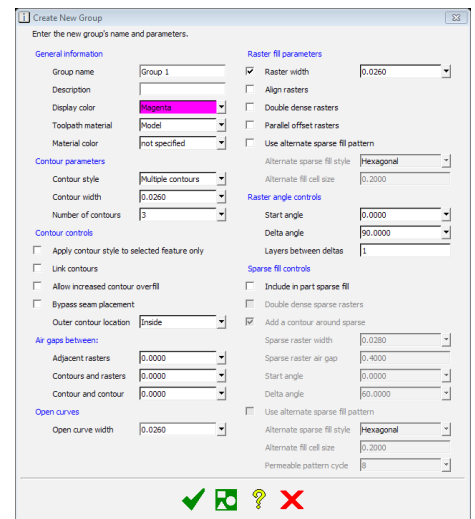 Create New Group
Enter the new group's name and parameters.
General information
Group name Group 1
Description
Display color Magenta
Toolpath material Model
Material color not specified
Contour parameters
Contour style Multiple contours
Contour width 0.0260
Number of contours 3
Contour controls
Apply contour style to selected feature only
Link contours
Allow increased contour overfill
Bypass seam placement
Outer contour location Inside
Air gaps between:
Adjacent rasters 0.0000
Contours and rasters 0.0000
Contour and contour 0.0000
Open curves
Open curve width 0.0260
Raster fill parameters
Raster width 0.0260
Align rasters
Double dense rasters
Parallel offset rasters
Use alternate sparse fill pattern
Alternate sparse fill style Hexagonal
Alternate fill cell size 0.2000
Raster angle controls
Start angle 0.0000
Delta angle 90.0000
Layers between deltas 1
Sparse fill controls
Include in part sparse fill
Double dense sparse rasters
Add a contour around sparse
Sparse raster width 0.0280
Sparse raster air gap 0.4000
Start angle 0.0000
Delta angle 60.0000
Use alternate sparse fill pattern
Alternate sparse fill style Hexagonal
Alternate fill cell size 0.2000
Permeable pattern cycle 8